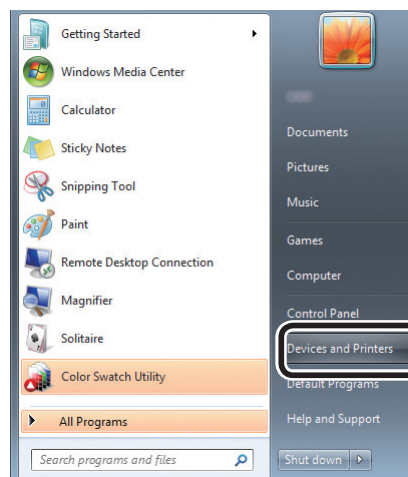 Getting Started
Windows Media Center
Calculator
Sticky Notes
Snipping Tool
Paint
Remote Desktop Connection
Magnifier
Solitaire
Color Swatch Utility
All Programs
Search programs and files
Documents
Pictures
Music
Games
Computer
Control Panel
Devices and Printers
Default Programs
Help and Support
Shut down